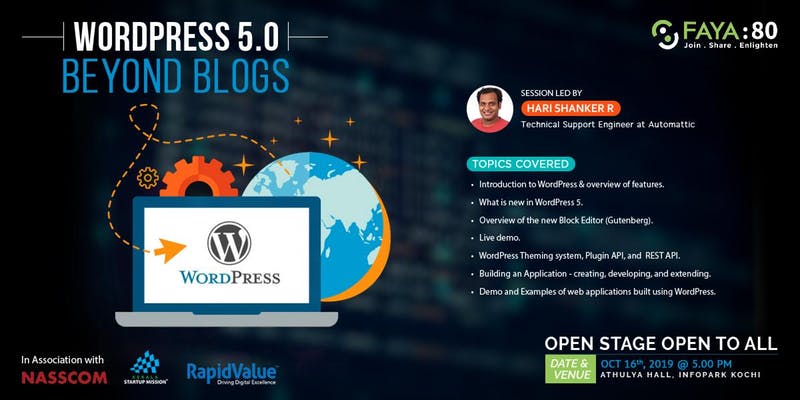 WORDPRESS 5.0
BEYOND BLOGS
FAYA:80
Join . Share . Enlighten
SESSION LED BY
HARI SHANKER R
Technical Support Engineer at Automattic
TOPICS COVERED
• Introduction to WordPress & overview of features.
• What is new in WordPress 5.
• Overview of the new Block Editor (Gutenberg).
• Live demo.
• WordPress Theming system, Plugin API, and REST API.
• Building an Application - creating, developing, and extending.
• Demo and Examples of web applications built using WordPress.
W
WORDPRESS
In Association with
NASSCOM
KERALA
STARTUP MISSION
RapidValue™
Driving Digital Excellence
OPEN STAGE OPEN TO ALL
DATE &
VENUE
OCT 16th, 2019 @ 5.00 PM
ATHULYA HALL, INFOPARK KOCHI